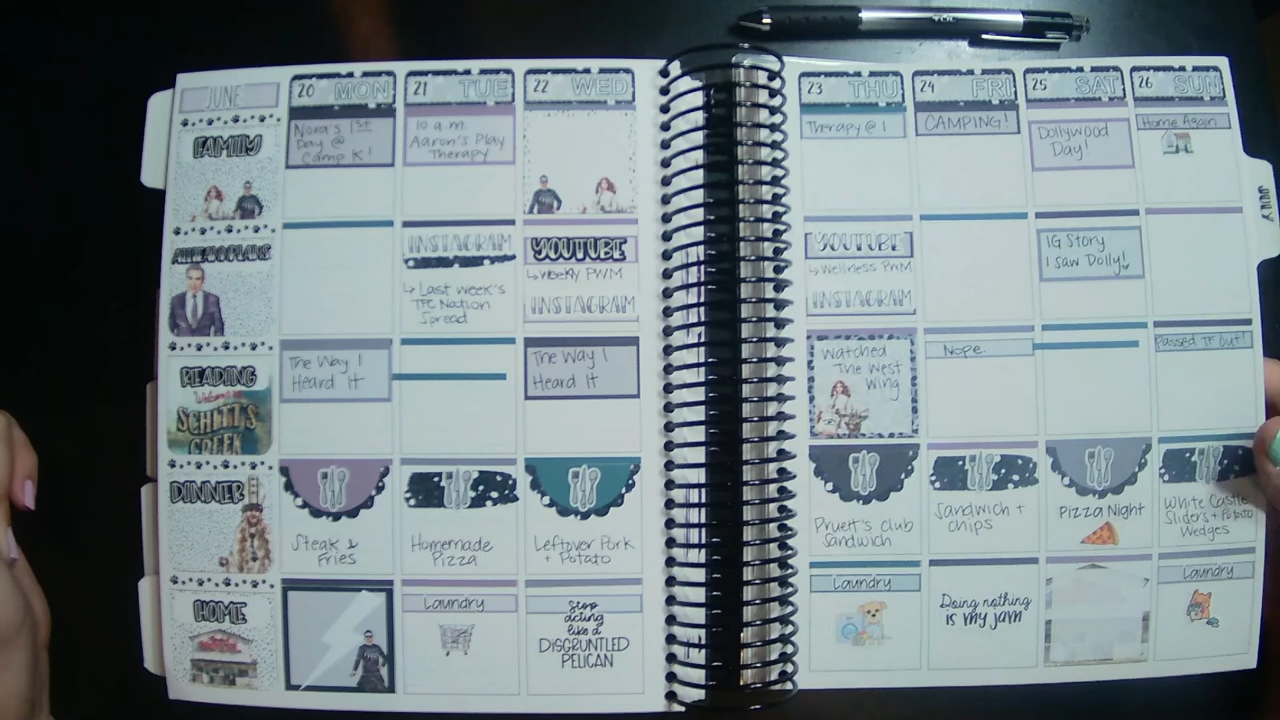 TUL
JUNE
20 MON
21 TUE
22 WED
23 THU
24 FRI
25 SAT
26 SUN
FAMILY
Nora's 1st
Day @
Camp K!
10 a.m.
Aaron's Play
Therapy
Therapy @ 1
CAMPING!
Dollywood
Day!
Home Again
JULY
INSTAGRAM
↳ Last week's
TFC Nation
Spread
YOUTUBE
↳ Weekly PWM
INSTAGRAM
YOUTUBE
↳ Wellness PWM
INSTAGRAM
IG Story
I saw Dolly!
READING
Welcome to
SCHITT'S
CREEK
The Way I
Heard It
The Way I
Heard It
Watched
The West
Wing
Nope.
Passed TF out!
DINNER
Steak &
Fries
Homemade
Pizza
Leftover Pork
+ Potato
Pruett's club
Sandwich
Sandwich +
chips
Pizza Night
White Castle
Sliders + Potato
Wedges
HOME
Laundry
Stop
acting
like a
DISGRUNTLED
PELICAN
Laundry
Doing nothing
is my jam
Laundry